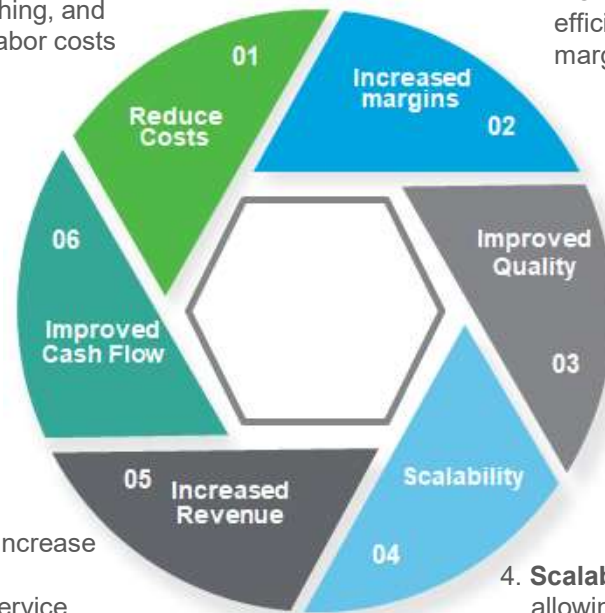 hing, and
abor costs
effici
marg
01
Reduce
Costs
Increased
margins
02
Improved
Quality
03
Scalability
04
05
Increased
Revenue
06
Improved
Cash Flow
ncrease
ervice
4. Scalab
allowin